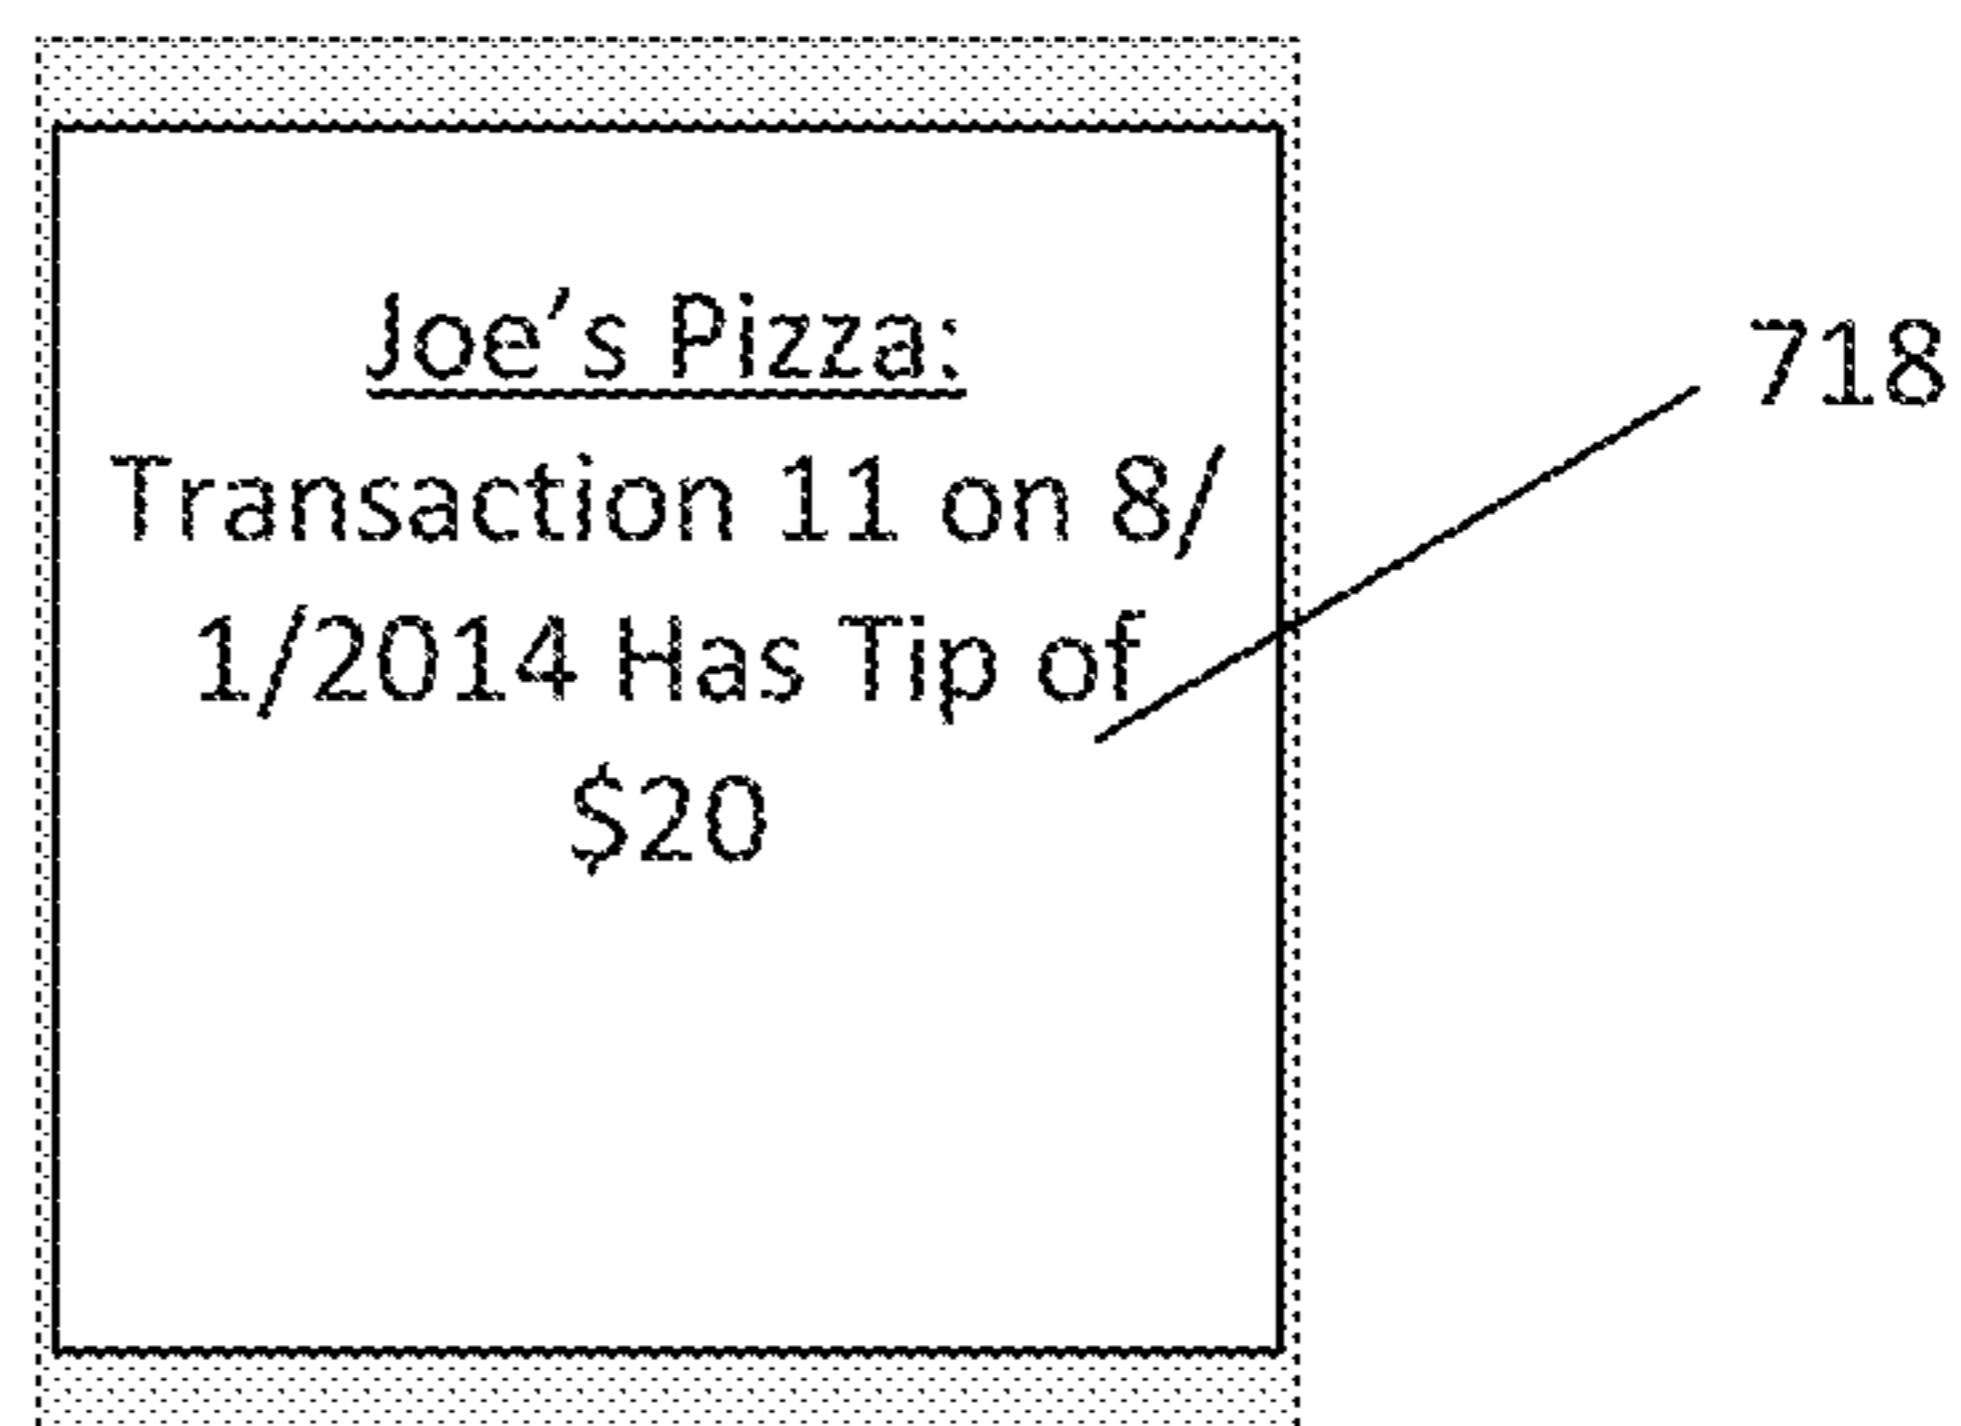 Joe's Pizza:
718
Transaction 11 on 8/
1/2014 Has Tip of
$20